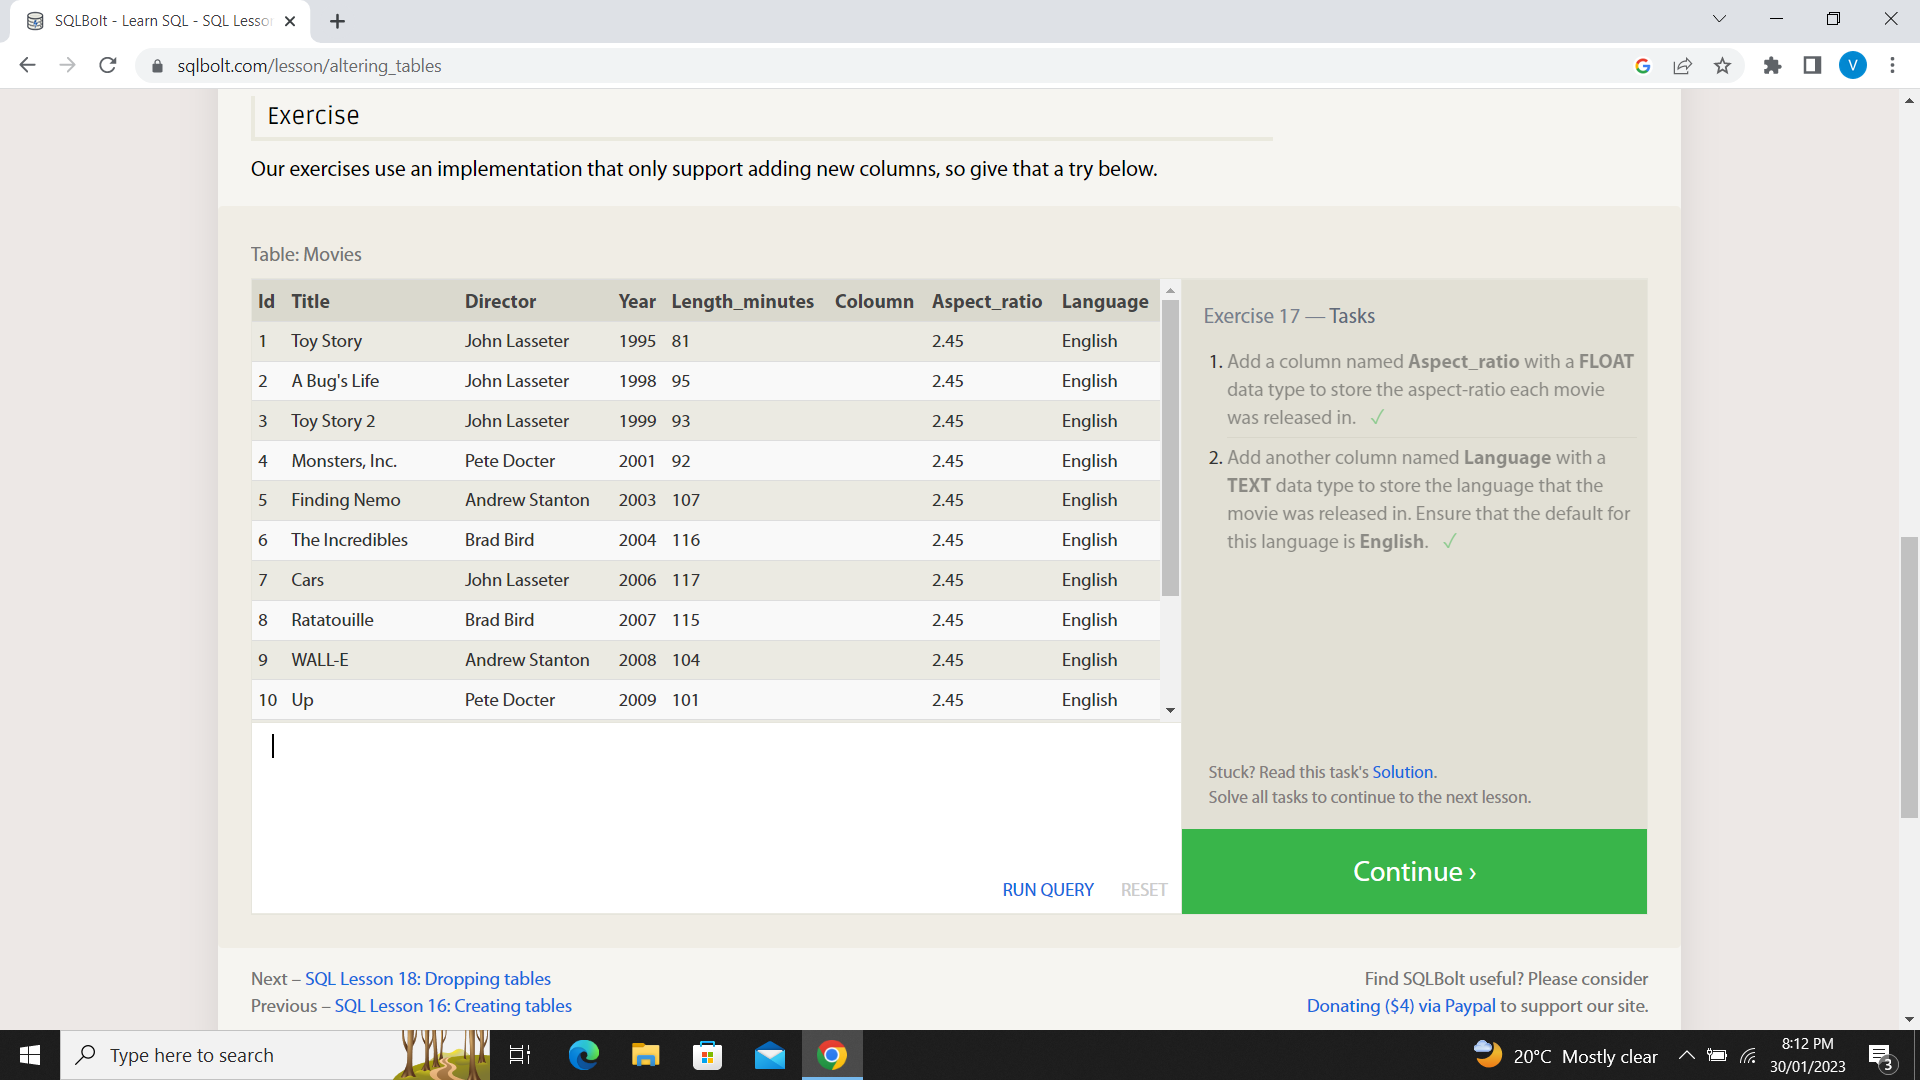 SQLBolt - Learn SQL - SQL Lesson
sqlbolt.com/lesson/altering_tables
V
Exercise
Our exercises use an implementation that only support adding new columns, so give that a try below.
Table: Movies
Id Title Director Year Length_minutes Coloumn Aspect_ratio Language
1 Toy Story John Lasseter 1995 81 2.45 English
2 A Bug's Life John Lasseter 1998 95 2.45 English
3 Toy Story 2 John Lasseter 1999 93 2.45 English
4 Monsters, Inc. Pete Docter 2001 92 2.45 English
5 Finding Nemo Andrew Stanton 2003 107 2.45 English
6 The Incredibles Brad Bird 2004 116 2.45 English
7 Cars John Lasseter 2006 117 2.45 English
8 Ratatouille Brad Bird 2007 115 2.45 English
9 WALL-E Andrew Stanton 2008 104 2.45 English
10 Up Pete Docter 2009 101 2.45 English
RUN QUERY RESET
Exercise 17 — Tasks
1. Add a column named Aspect_ratio with a FLOAT
data type to store the aspect-ratio each movie
was released in. ✓
2. Add another column named Language with a
TEXT data type to store the language that the
movie was released in. Ensure that the default for
this language is English. ✓
Stuck? Read this task's Solution.
Solve all tasks to continue to the next lesson.
Continue ›
Next – SQL Lesson 18: Dropping tables
Previous – SQL Lesson 16: Creating tables
Find SQLBolt useful? Please consider
Donating ($4) via Paypal to support our site.
Type here to search
20°C Mostly clear
8:12 PM
30/01/2023
3